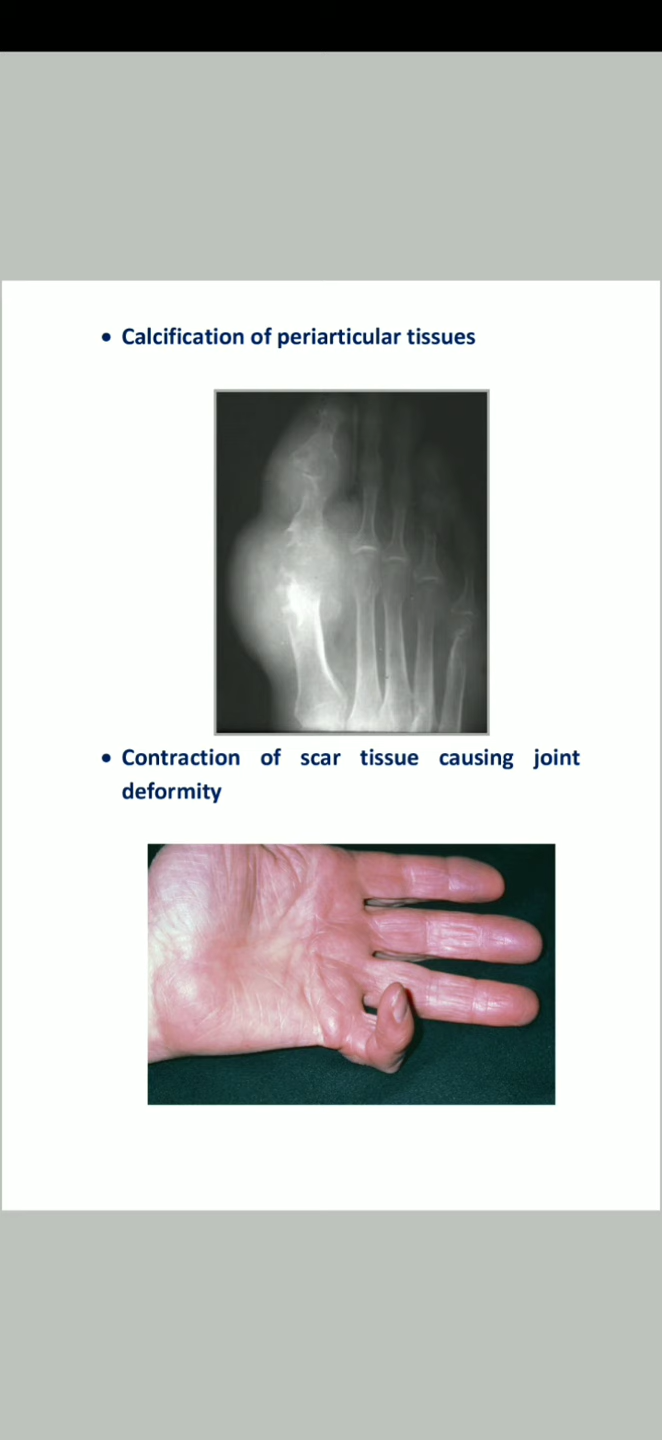 • Calcification of periarticular tissues
• Contraction of scar tissue causing joint
deformity